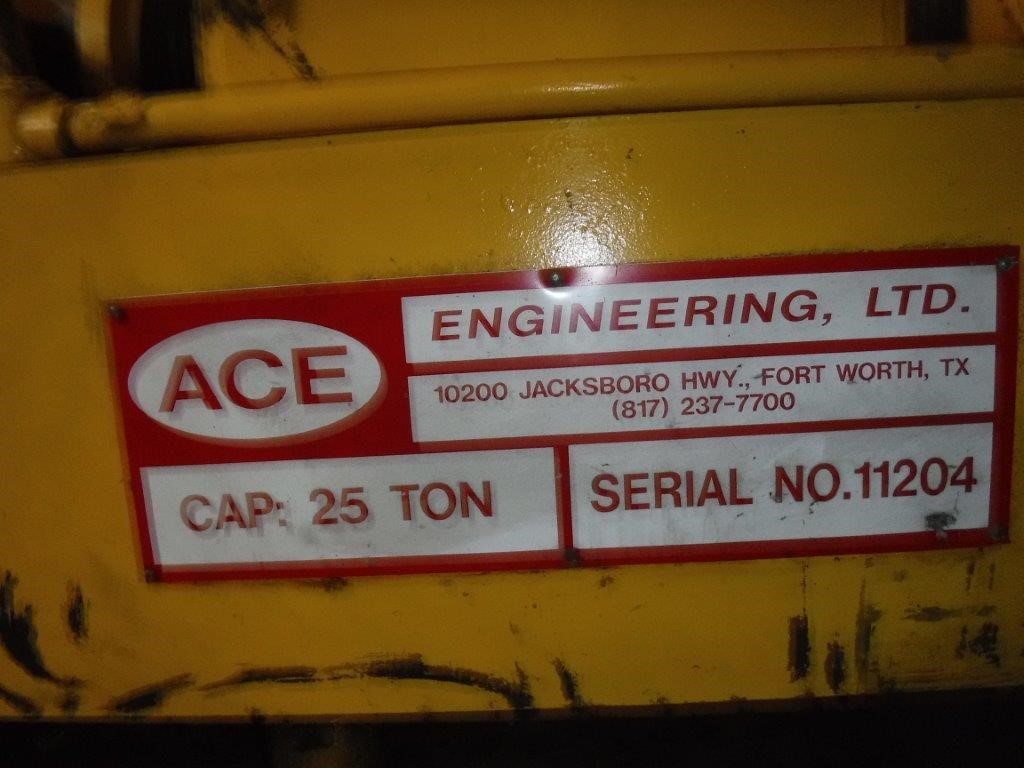 ACE
ENGINEERING, LTD.
10200 JACKSBORO HWY., FORT WORTH, TX
(817) 237-7700
CAP: 25 TON
SERIAL NO.11204